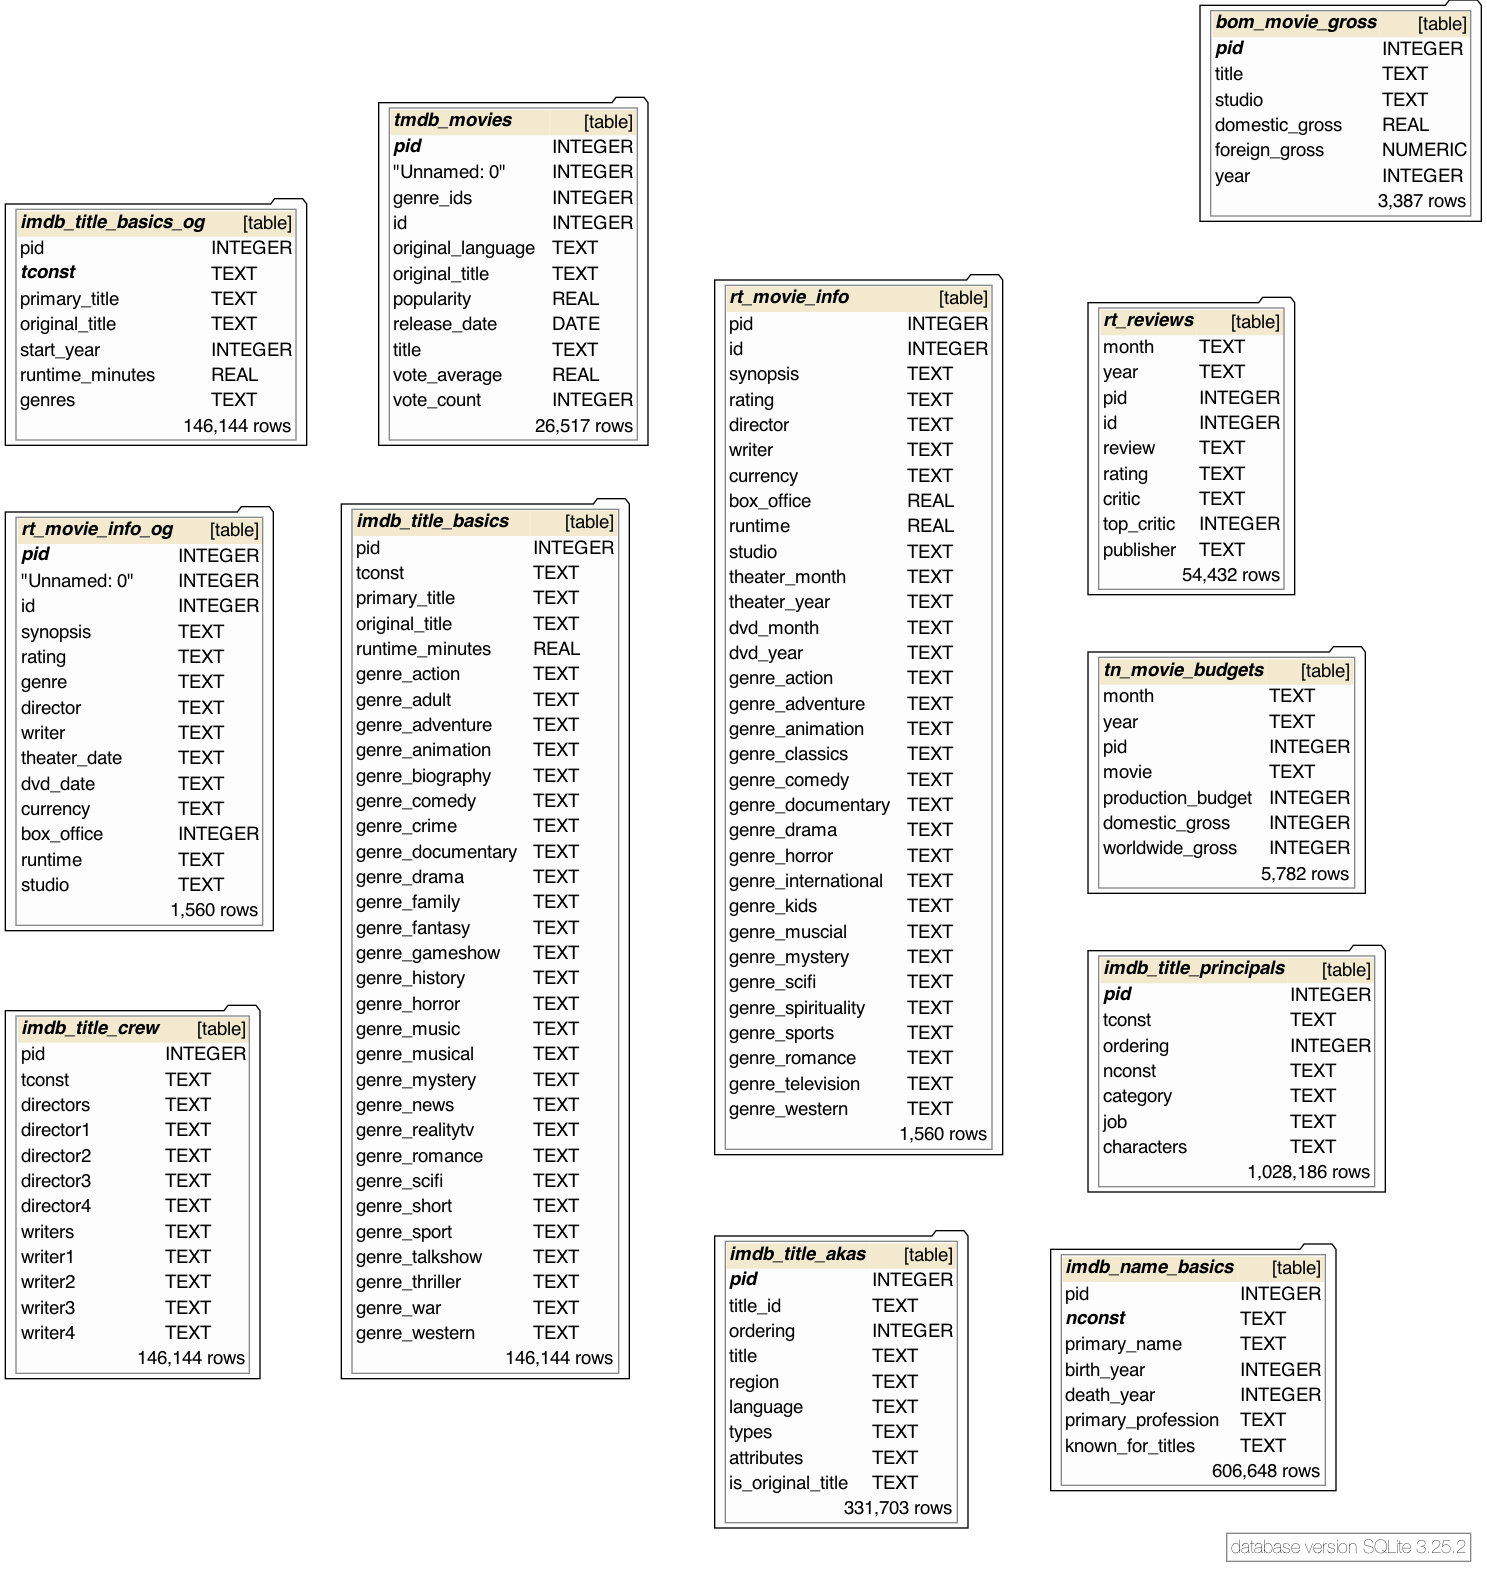 bom_movie_gross [table]
pid INTEGER
title TEXT
studio TEXT
domestic_gross REAL
foreign_gross NUMERIC
year INTEGER
3,387 rows
tmdb_movies [table]
pid INTEGER
"Unnamed: 0" INTEGER
genre_ids INTEGER
id INTEGER
original_language TEXT
original_title TEXT
popularity REAL
release_date DATE
title TEXT
vote_average REAL
vote_count INTEGER
26,517 rows
imdb_title_basics_og [table]
pid INTEGER
tconst TEXT
primary_title TEXT
original_title TEXT
start_year INTEGER
runtime_minutes REAL
genres TEXT
146,144 rows
rt_movie_info [table]
pid INTEGER
id INTEGER
synopsis TEXT
rating TEXT
director TEXT
writer TEXT
currency TEXT
box_office REAL
runtime REAL
studio TEXT
theater_month TEXT
theater_year TEXT
dvd_month TEXT
dvd_year TEXT
genre_action TEXT
genre_adventure TEXT
genre_animation TEXT
genre_classics TEXT
genre_comedy TEXT
genre_documentary TEXT
genre_drama TEXT
genre_horror TEXT
genre_international TEXT
genre_kids TEXT
genre_muscial TEXT
genre_mystery TEXT
genre_scifi TEXT
genre_spirituality TEXT
genre_sports TEXT
genre_romance TEXT
genre_television TEXT
genre_western TEXT
1,560 rows
rt_reviews [table]
month TEXT
year TEXT
pid INTEGER
id INTEGER
review TEXT
rating TEXT
critic TEXT
top_critic INTEGER
publisher TEXT
54,432 rows
rt_movie_info_og [table]
pid INTEGER
"Unnamed: 0" INTEGER
id INTEGER
synopsis TEXT
rating TEXT
genre TEXT
director TEXT
writer TEXT
theater_date TEXT
dvd_date TEXT
currency TEXT
box_office INTEGER
runtime TEXT
studio TEXT
1,560 rows
imdb_title_basics [table]
pid INTEGER
tconst TEXT
primary_title TEXT
original_title TEXT
runtime_minutes REAL
genre_action TEXT
genre_adult TEXT
genre_adventure TEXT
genre_animation TEXT
genre_biography TEXT
genre_comedy TEXT
genre_crime TEXT
genre_documentary TEXT
genre_drama TEXT
genre_family TEXT
genre_fantasy TEXT
genre_gameshow TEXT
genre_history TEXT
genre_horror TEXT
genre_music TEXT
genre_musical TEXT
genre_mystery TEXT
genre_news TEXT
genre_realitytv TEXT
genre_romance TEXT
genre_scifi TEXT
genre_short TEXT
genre_sport TEXT
genre_talkshow TEXT
genre_thriller TEXT
genre_war TEXT
genre_western TEXT
146,144 rows
tn_movie_budgets [table]
month TEXT
year TEXT
pid INTEGER
movie TEXT
production_budget INTEGER
domestic_gross INTEGER
worldwide_gross INTEGER
5,782 rows
imdb_title_principals [table]
pid INTEGER
tconst TEXT
ordering INTEGER
nconst TEXT
category TEXT
job TEXT
characters TEXT
1,028,186 rows
imdb_title_crew [table]
pid INTEGER
tconst TEXT
directors TEXT
director1 TEXT
director2 TEXT
director3 TEXT
director4 TEXT
writers TEXT
writer1 TEXT
writer2 TEXT
writer3 TEXT
writer4 TEXT
146,144 rows
imdb_title_akas [table]
pid INTEGER
title_id TEXT
ordering INTEGER
title TEXT
region TEXT
language TEXT
types TEXT
attributes TEXT
is_original_title TEXT
331,703 rows
imdb_name_basics [table]
pid INTEGER
nconst TEXT
primary_name TEXT
birth_year INTEGER
death_year INTEGER
primary_profession TEXT
known_for_titles TEXT
606,648 rows
database version SQLite 3.25.2